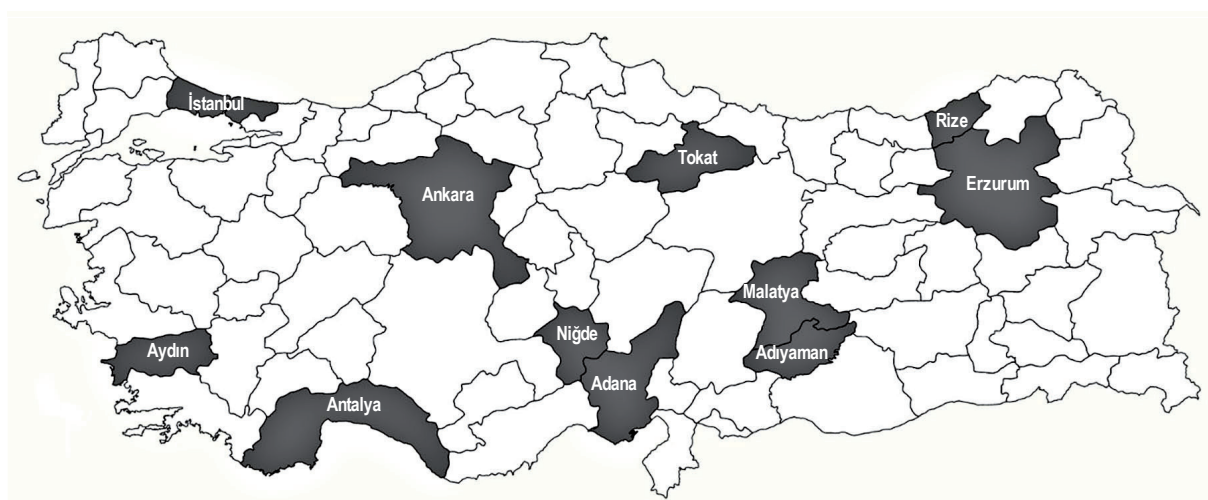 İstanbul
Rize
Tokat
Ankara
Erzurum
Malatya
Niğde
Aydın
Adıyaman
Adana
Antalya